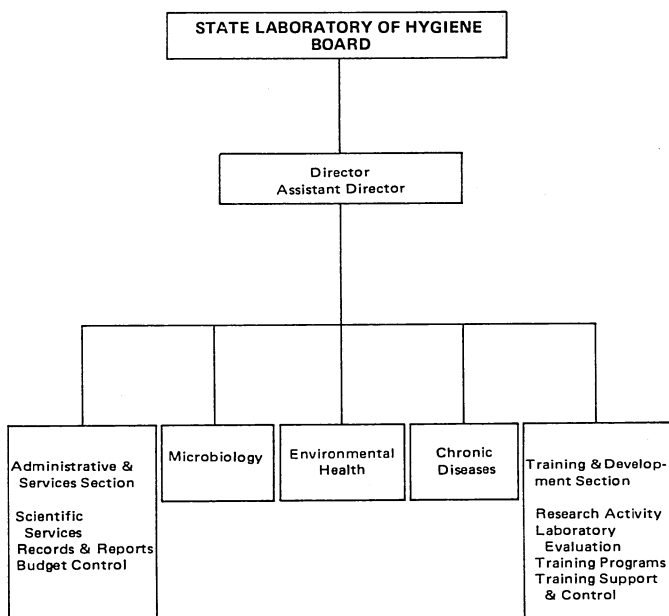 STATE LABORATORY OF HYGIENE
BOARD
Director
Assistant Director
Administrative &
Services Section
Scientific
Services
Records & Reports
Budget Control
Microbiology
Environmental
Health
Chronic
Diseases
Training & Develop-
ment Section
Research Activity
Laboratory
Evaluation
Training Programs
Training Support
& Control